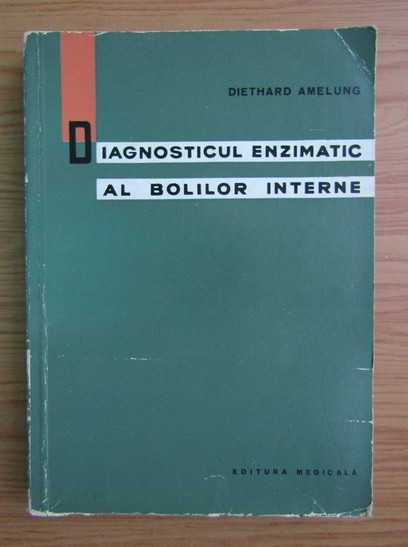 DIETHARD AMELUNG
DIAGNOSTICUL ENZIMATIC
AL BOLILOR INTERNE
EDITURA MEDICALĂ